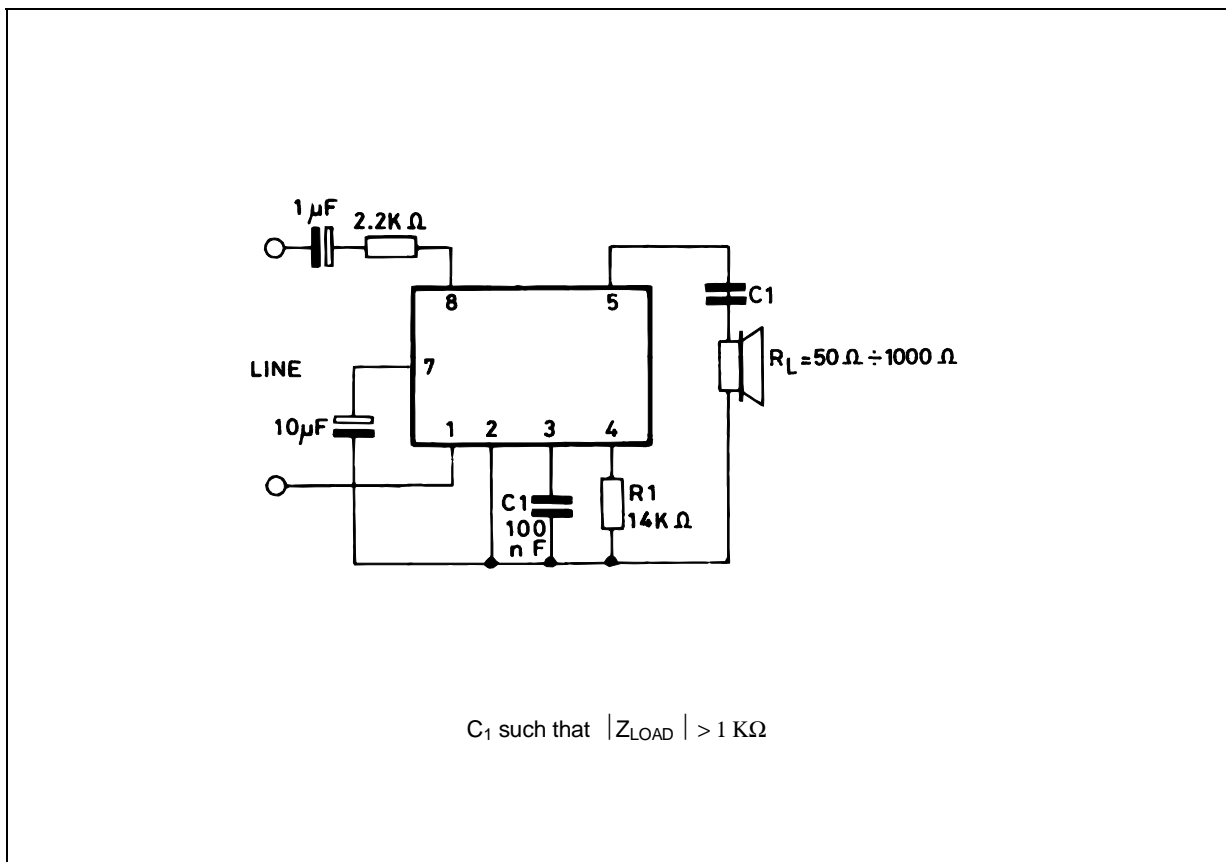 1 µF
2.2K Ω
8
5
C1
LINE
7
R L = 50 Ω ÷ 1000 Ω
10µF
1
2
3
4
C1
100
n F
R1
14K Ω
C1 such that |ZLOAD| > 1 KΩ